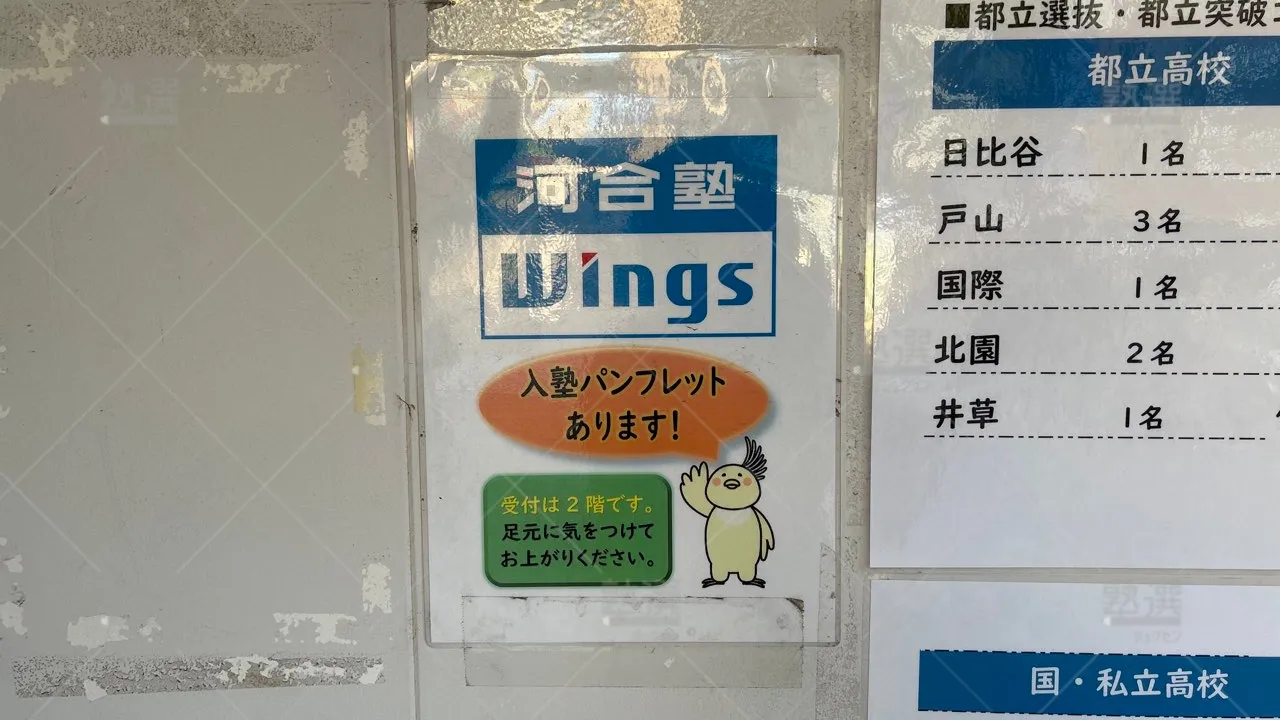 河合塾
Wings
入塾パンフレット
あります！
受付は２階です。
足元に気をつけて
お上がりください。
■都立選抜・都立突破
都立高校
日比谷 1名
戸山 3名
国際 1名
北園 2名
井草 1名
国・私立高校
塾選